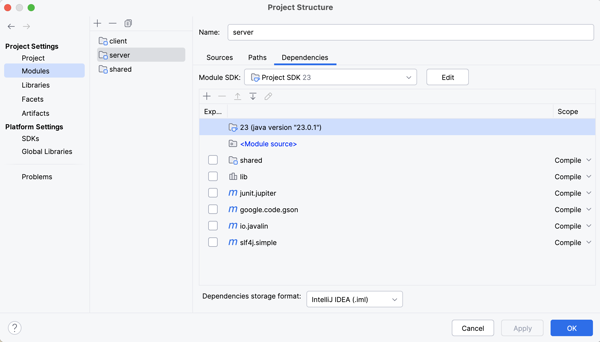 Project Structure
Project Settings
Project
Modules
Libraries
Facets
Artifacts
Platform Settings
SDKs
Global Libraries
Problems
client
server
shared
Name: server
Sources Paths Dependencies
Module SDK: Project SDK 23 Edit
Exp... Scope
23 (java version "23.0.1")
<Module source>
shared Compile
lib Compile
junit.jupiter Compile
google.code.gson Compile
io.javalin Compile
slf4j.simple Compile
Dependencies storage format: IntelliJ IDEA (.iml)
? Cancel Apply OK